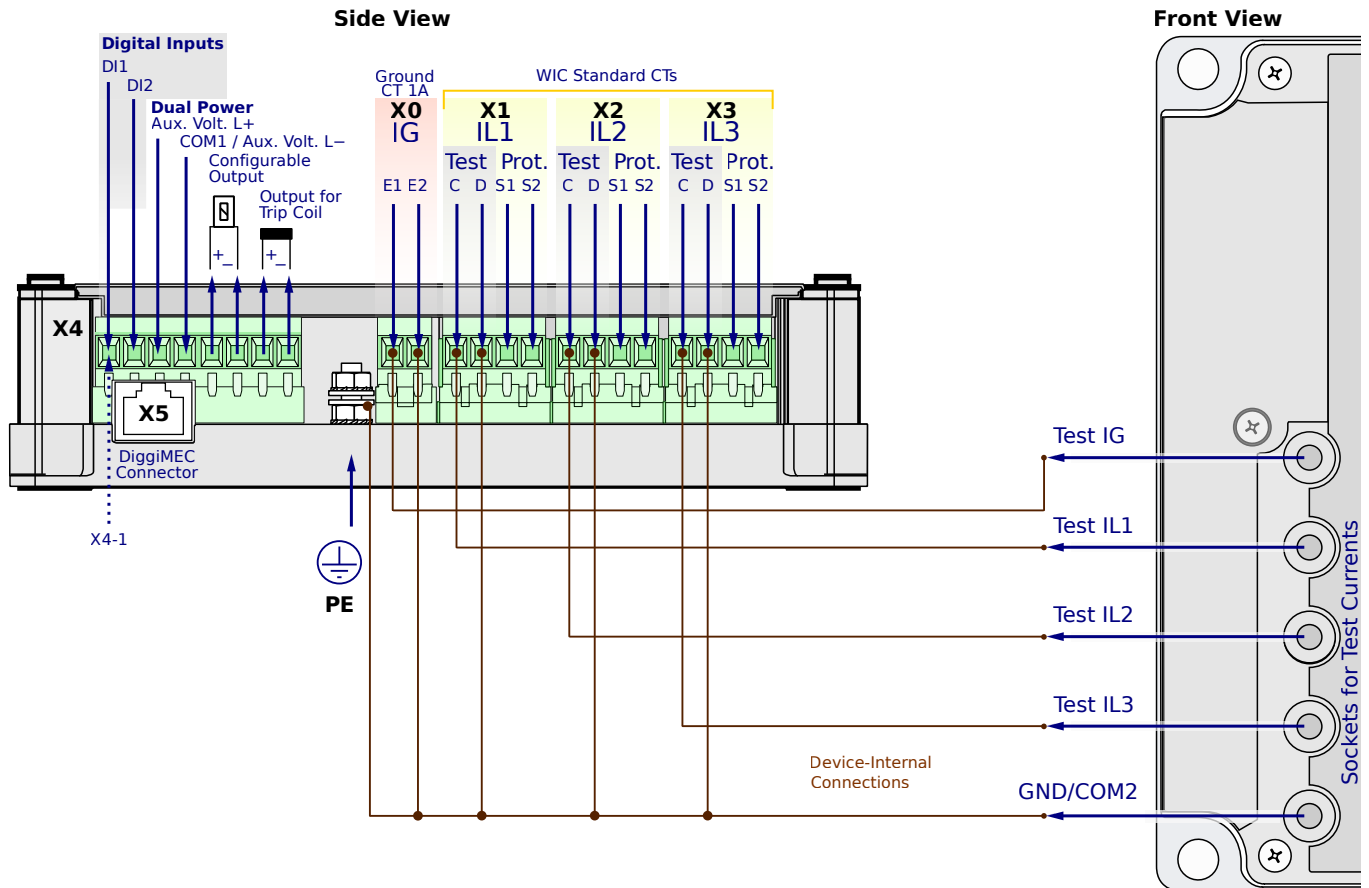 Side View
Front View
Digital Inputs
DI1
DI2
Dual Power
Aux. Volt. L+
COM1 / Aux. Volt. L−
Configurable
Output
Output for
Trip Coil
+
−
+
−
Ground
CT 1A
X0
IG
E1 E2
WIC Standard CTs
X1
IL1
Test Prot.
C D S1 S2
X2
IL2
Test Prot.
C D S1 S2
X3
IL3
Test Prot.
C D S1 S2
X4
X5
DiggiMEC
Connector
X4-1
PE
Test IG
Test IL1
Test IL2
Test IL3
GND/COM2
Device-Internal
Connections
Sockets for Test Currents